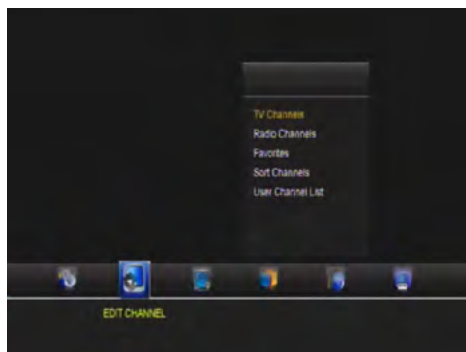 TV Channels
Radio Channels
Favorites
Sort Channels
User Channel List
EDIT CHANNEL